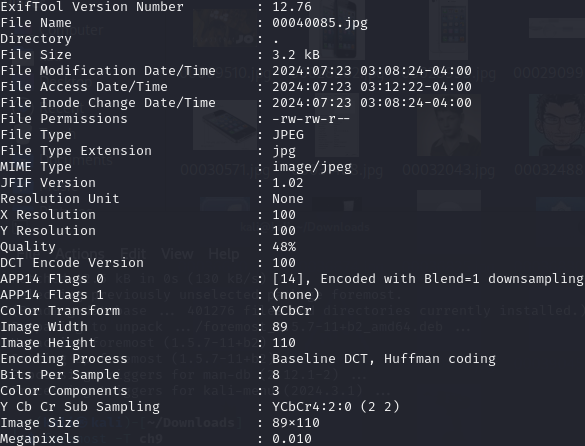 ExifTool Version Number : 12.76
File Name : 00040085.jpg
Directory : .
File Size : 3.2 kB
File Modification Date/Time : 2024:07:23 03:08:24-04:00
File Access Date/Time : 2024:07:23 03:12:22-04:00
File Inode Change Date/Time : 2024:07:23 03:08:24-04:00
File Permissions : -rw-rw-r--
File Type : JPEG
File Type Extension : jpg
MIME Type : image/jpeg
JFIF Version : 1.02
Resolution Unit : None
X Resolution : 100
Y Resolution : 100
Quality : 48%
DCT Encode Version : 100
APP14 Flags 0 : [14], Encoded with Blend=1 downsampling
APP14 Flags 1 : (none)
Color Transform : YCbCr
Image Width : 89
Image Height : 110
Encoding Process : Baseline DCT, Huffman coding
Bits Per Sample : 8
Color Components : 3
Y Cb Cr Sub Sampling : YCbCr4:2:0 (2 2)
Image Size : 89×110
Megapixels : 0.010